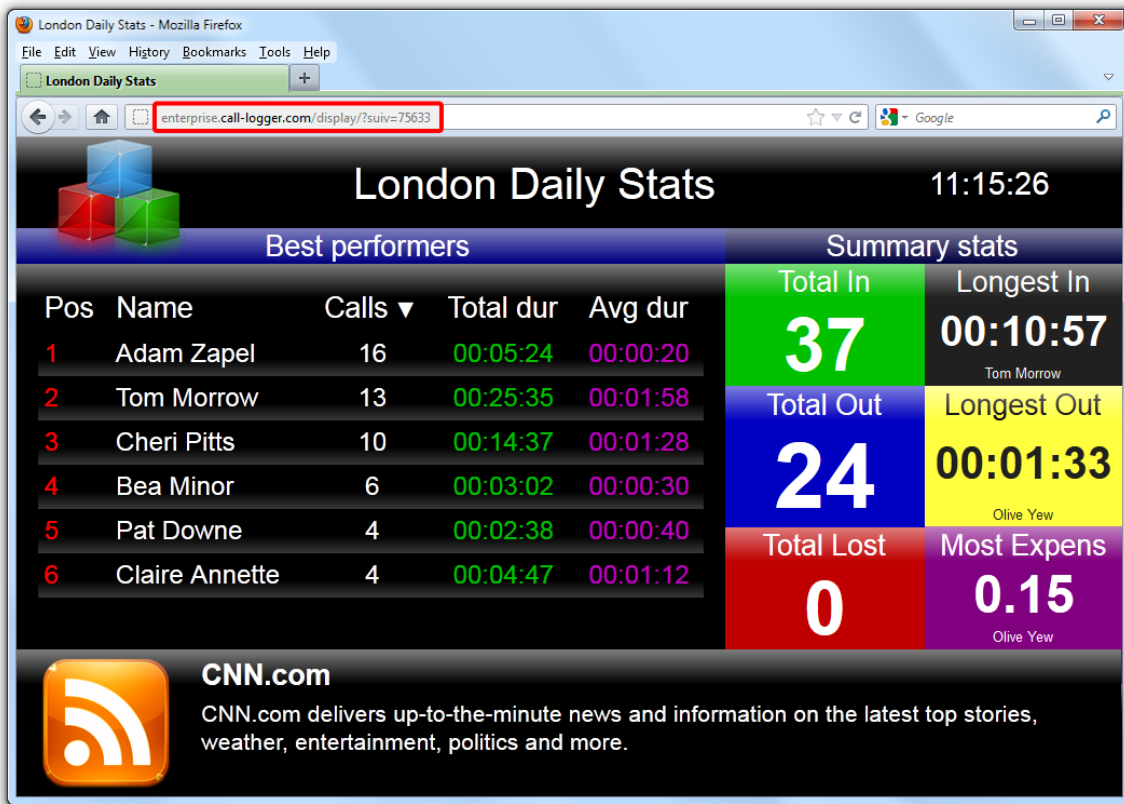 London Daily Stats - Mozilla Firefox
File Edit View History Bookmarks Tools Help
London Daily Stats +
enterprise.call-logger.com/display/?suiv=75633 Google
London Daily Stats 11:15:26
Best performers Summary stats
Pos Name Calls ▼ Total dur Avg dur
1 Adam Zapel 16 00:05:24 00:00:20
2 Tom Morrow 13 00:25:35 00:01:58
3 Cheri Pitts 10 00:14:37 00:01:28
4 Bea Minor 6 00:03:02 00:00:30
5 Pat Downe 4 00:02:38 00:00:40
6 Claire Annette 4 00:04:47 00:01:12
Total In
37
Longest In
00:10:57
Tom Morrow
Total Out
24
Longest Out
00:01:33
Olive Yew
Total Lost
0
Most Expens
0.15
Olive Yew
CNN.com
CNN.com delivers up-to-the-minute news and information on the latest top stories,
weather, entertainment, politics and more.